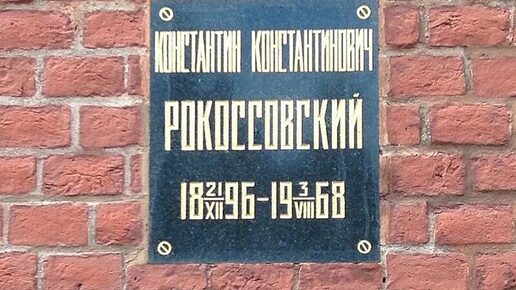 КОНСТАНТИН КОНСТАНТИНОВИЧ
РОКОССОВСКИЙ
18 21/XII 96-19 3/VIII 68